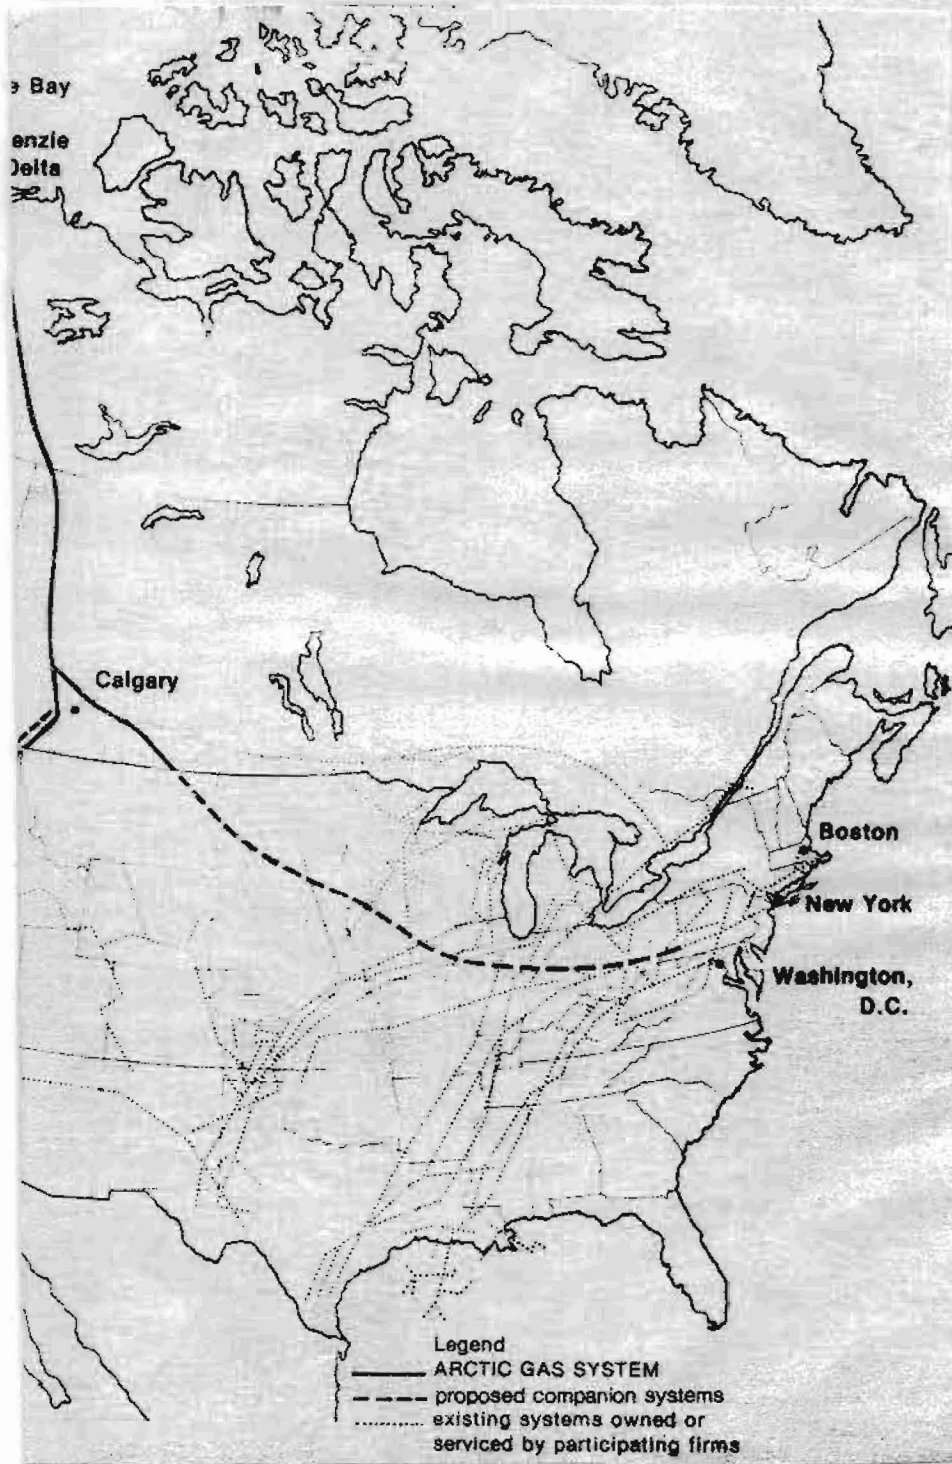 e Bay
enzie
Delta
Calgary
Boston
New York
Washington,
D.C.
Legend
ARCTIC GAS SYSTEM
proposed companion systems
existing systems owned or
serviced by participating firms